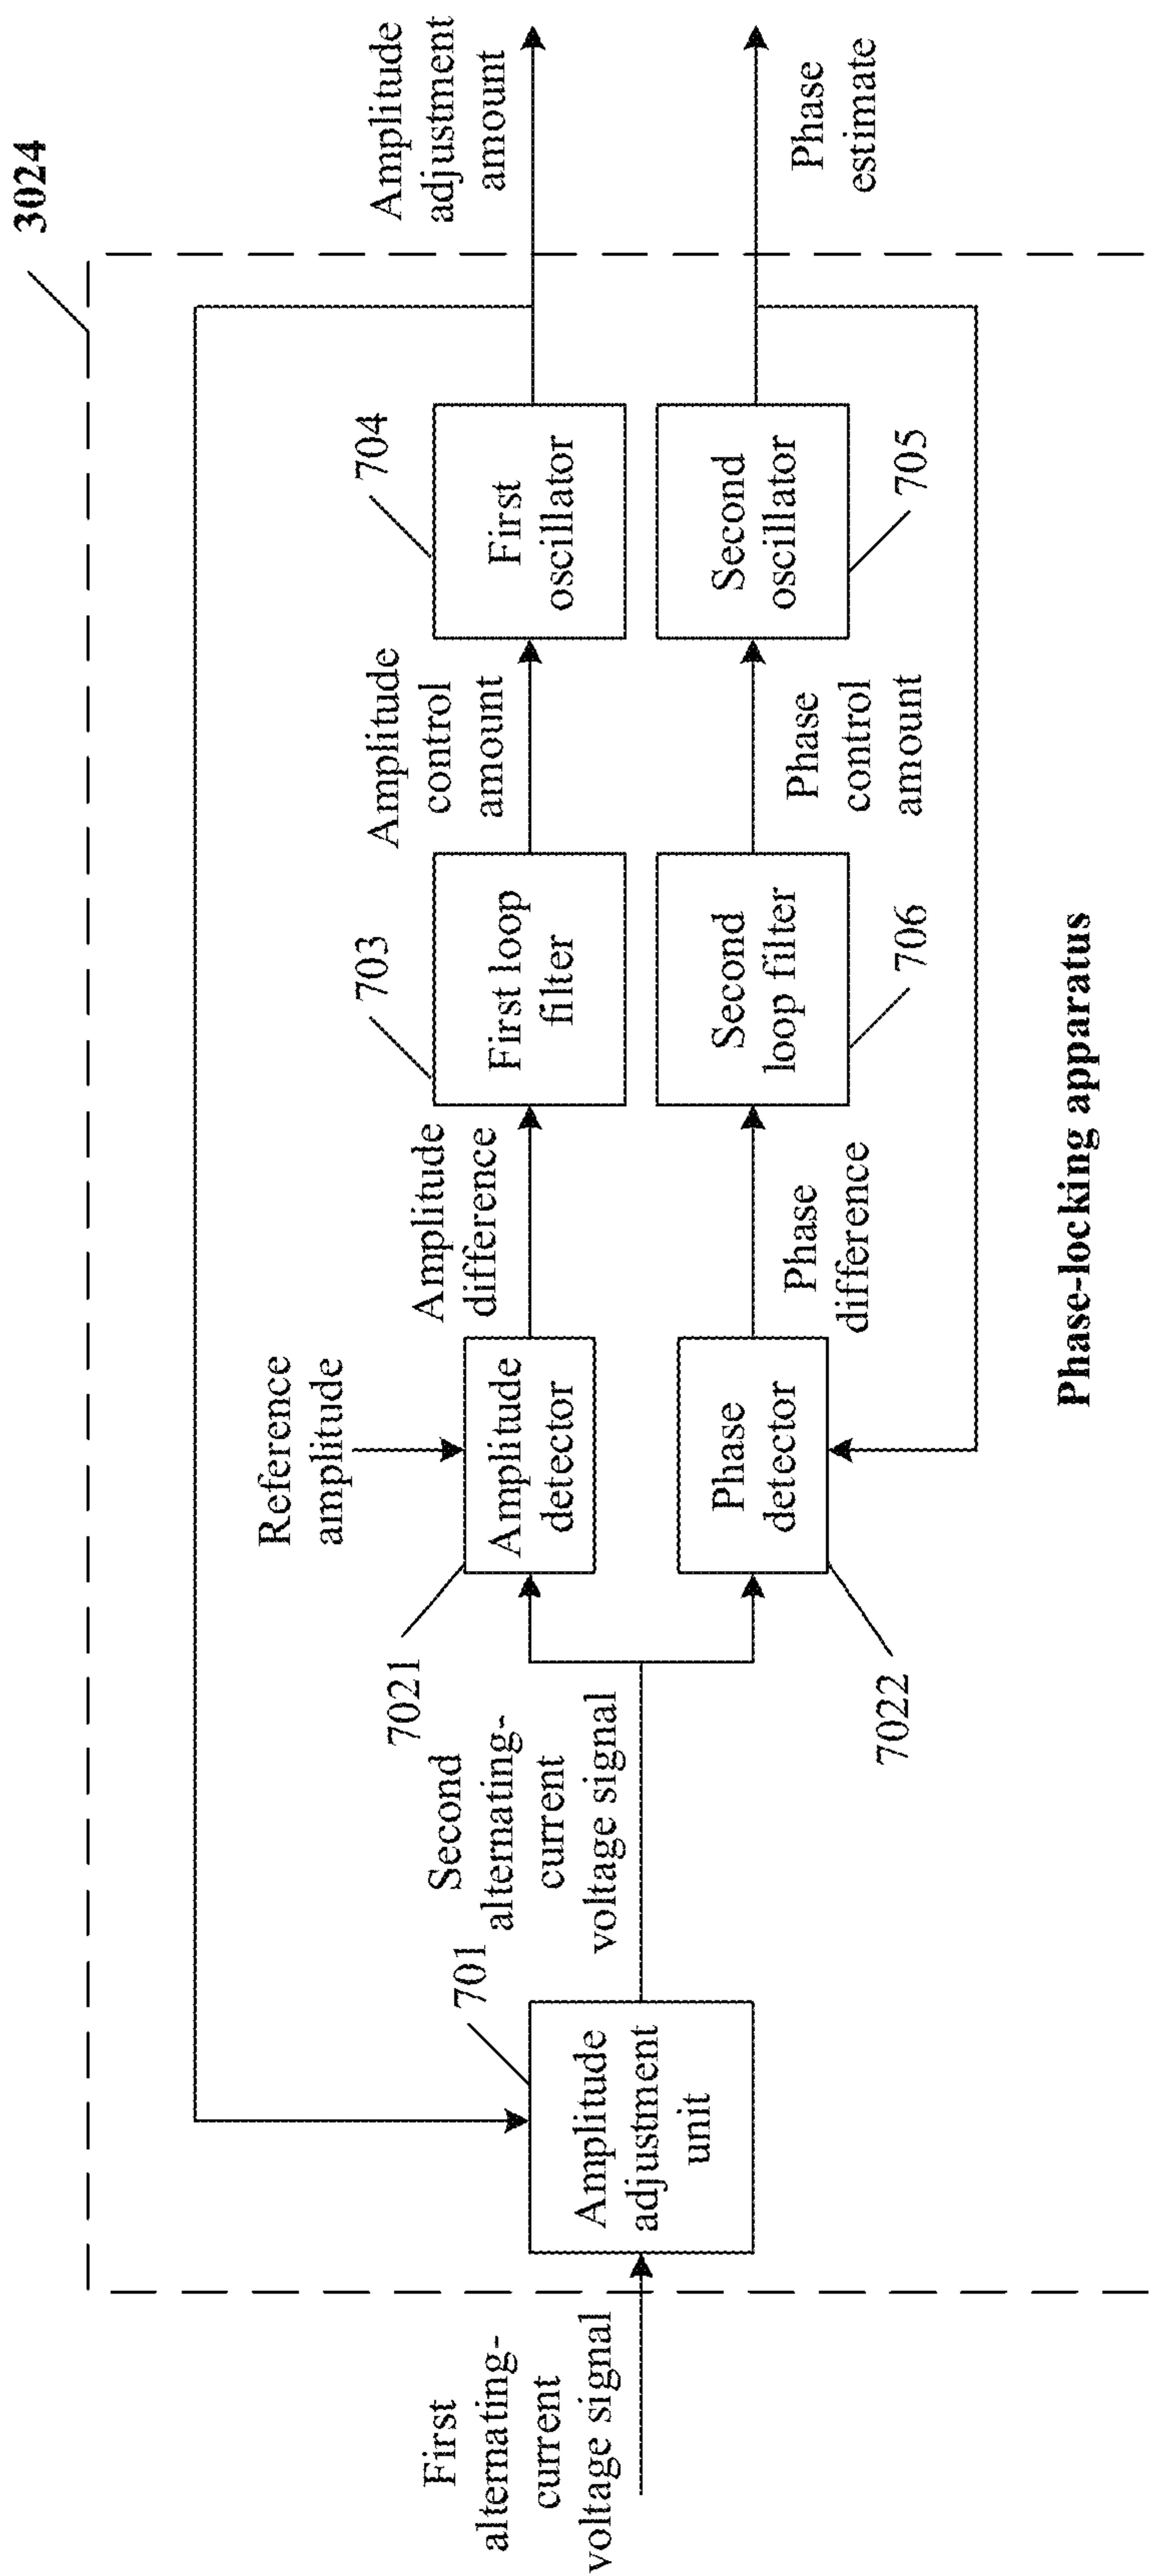 3024
First
alternating-
current
voltage signal
701
Amplitude
adjustment
unit
Second
alternating-
current
voltage signal
Reference
amplitude
7021
Amplitude
detector
Amplitude
difference
703
First loop
filter
Amplitude
control
amount
704
First
oscillator
Amplitude
adjustment
amount
7022
Phase
detector
Phase
difference
Second
loop filter
706
Phase
control
amount
Second
oscillator
705
Phase
estimate
Phase-locking apparatus